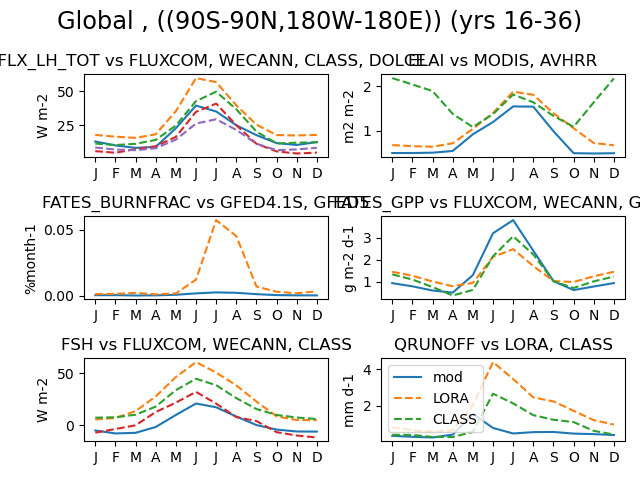 Global , ((90S-90N,180W-180E)) (yrs 16-36)
FLX_LH_TOT vs FLUXCOM, WECANN, CLASS, DOLCE
ELAI vs MODIS, AVHRR
W m-2
50
25
J F M A M J J A S O N D
m2 m-2
2
1
J F M A M J J A S O N D
FATES_BURNFRAC vs GFED4.1S, GFED5
FATES_GPP vs FLUXCOM, WECANN, G
%month-1
0.05
0.00
J F M A M J J A S O N D
g m-2 d-1
3
2
1
J F M A M J J A S O N D
FSH vs FLUXCOM, WECANN, CLASS
QRUNOFF vs LORA, CLASS
W m-2
50
0
J F M A M J J A S O N D
mm d-1
4
2
mod
LORA
CLASS
J F M A M J J A S O N D